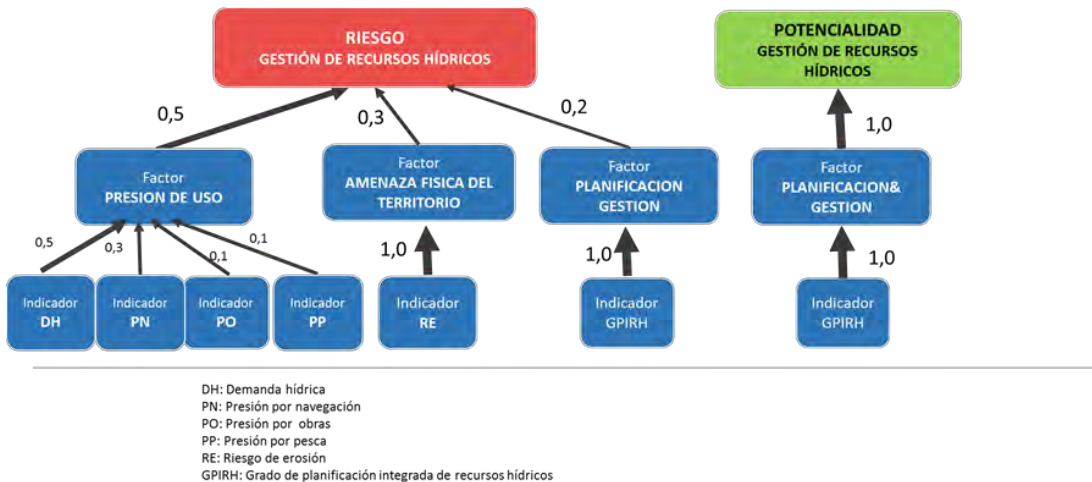 RIESGO
GESTIÓN DE RECURSOS HÍDRICOS
POTENCIALIDAD
GESTIÓN DE RECURSOS
HÍDRICOS
0,5
0,3
0,2
1,0
Factor
PRESION DE USO
Factor
AMENAZA FISICA DEL
TERRITORIO
Factor
PLANIFICACION
GESTION
Factor
PLANIFICACION&
GESTION
0,5
0,3
0,1
0,1
1,0
1,0
1,0
Indicador
DH
Indicador
PN
Indicador
PO
Indicador
PP
Indicador
RE
Indicador
GPIRH
Indicador
GPIRH
DH: Demanda hídrica
PN: Presión por navegación
PO: Presión por obras
PP: Presión por pesca
RE: Riesgo de erosión
GPIRH: Grado de planificación integrada de recursos hídricos